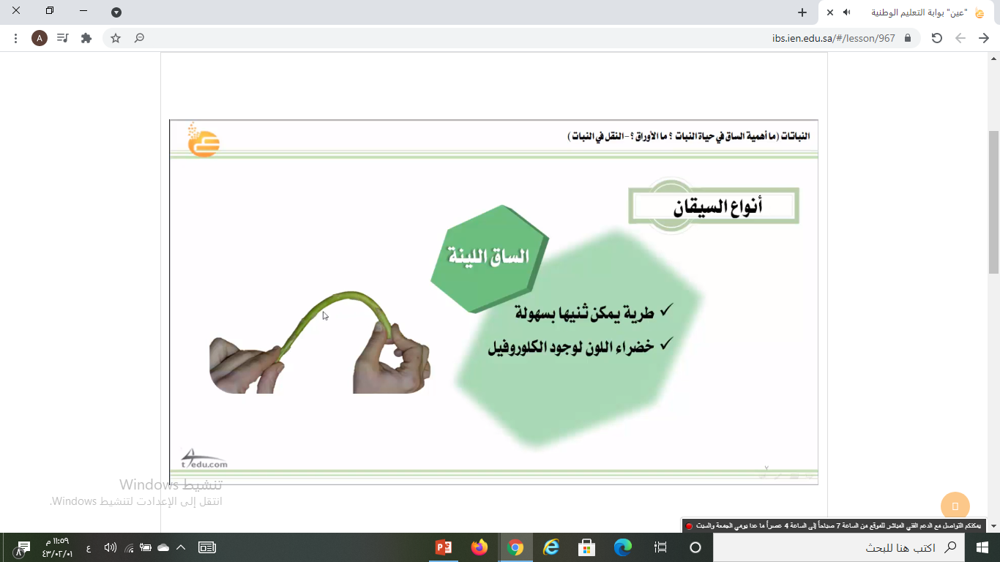 "عين" بوابة التعليم الوطنية
ibs.ien.edu.sa/#/lesson/967
A
النباتات (ما أهمية الساق في حياة النبات ؟ ما الأوراق ؟ - النقل في النبات )
أنواع السيقان
الساق اللينة
✓ طرية يمكن ثنيها بسهولة
✓ خضراء اللون لوجود الكلوروفيل
t4edu.com
٧
تنشيط Windows
انتقل إلى الإعدادت لتنشيط Windows.
يمكنكم التواصل مع الدعم الفني المباشر للموقع من الساعة 7 صباحاً إلى الساعة 4 عصراً ما عدا يومي الجمعة والسبت
اكتب هنا للبحث
ع
١١:٥٩ م
٤٣/٠٢/٠١